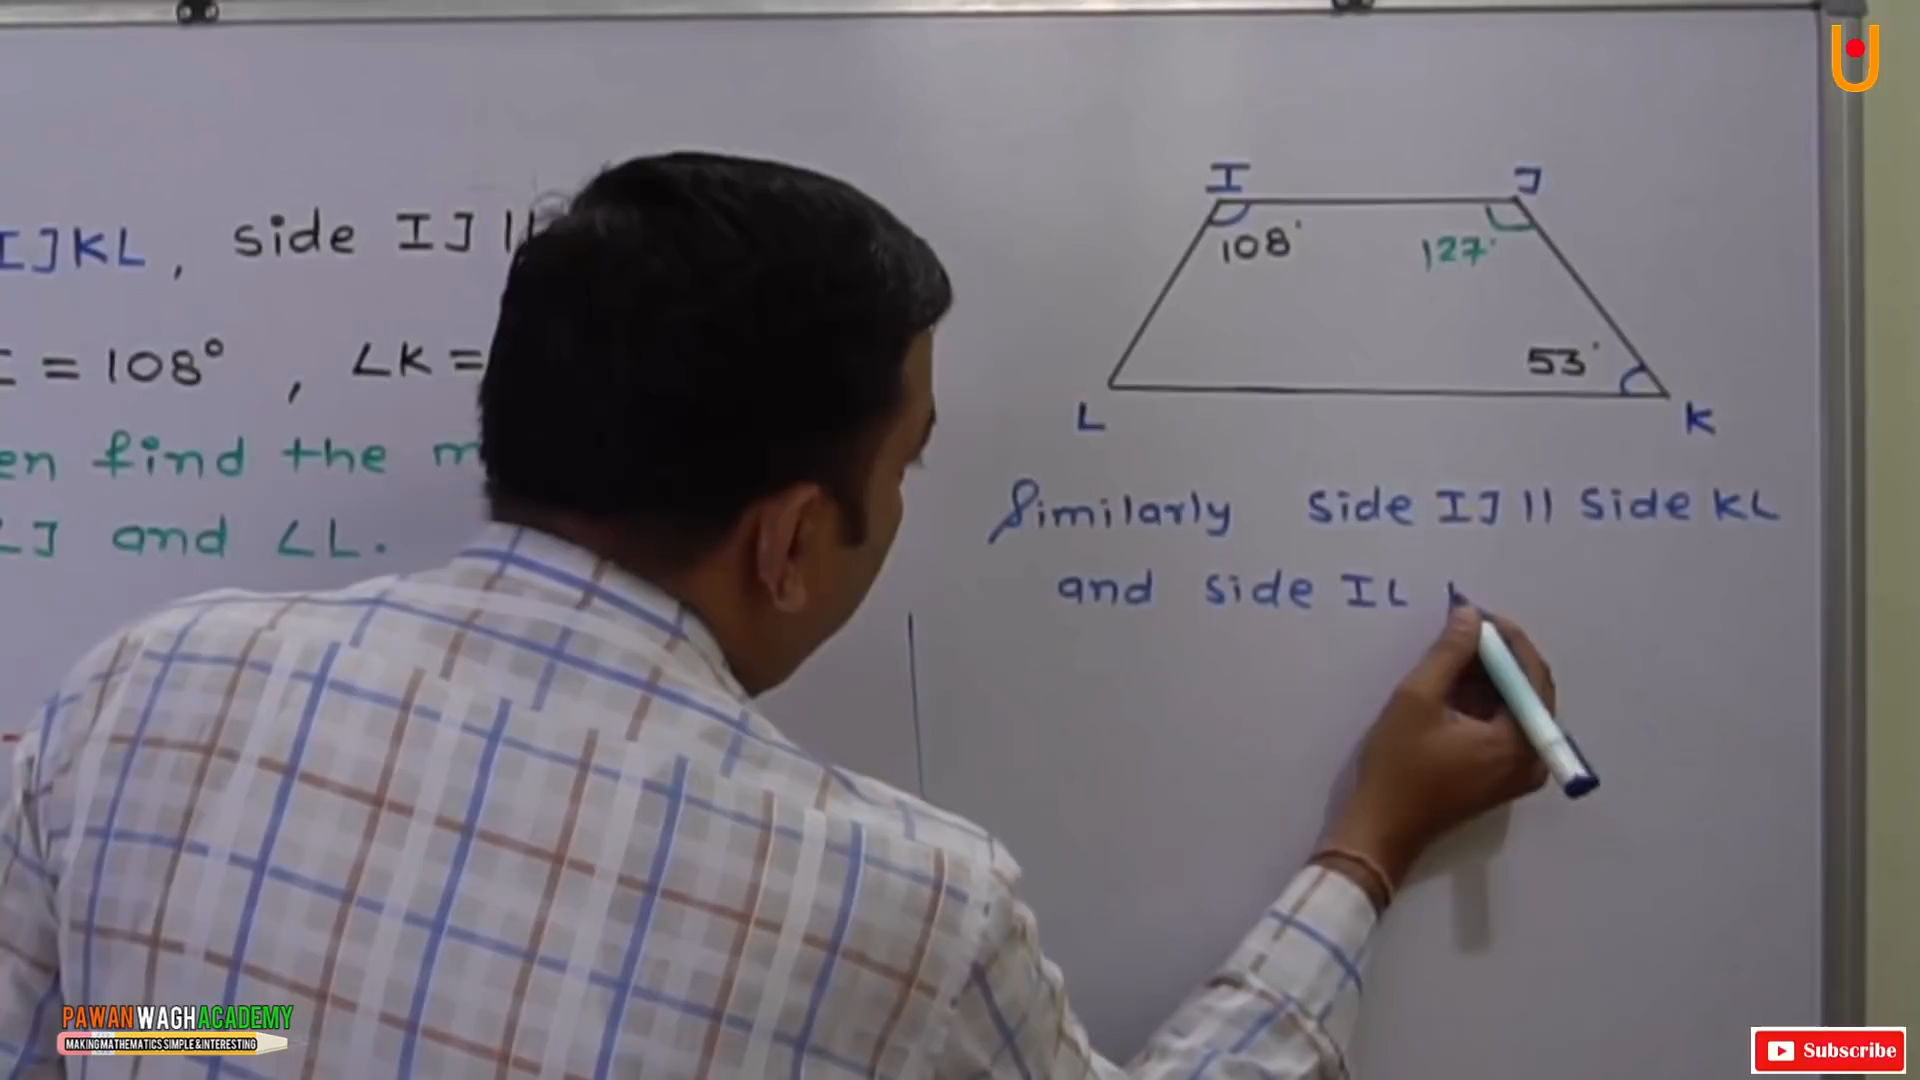 IJKL, side IJ ||
= 108°, ∠K =
find the
∠J and ∠L.
I J
108° 127°
53°
L K
Similarly side IJ || side KL
and side IL
PAWAN WAGH ACADEMY
MAKING MATHEMATICS SIMPLE & INTERESTING
Subscribe